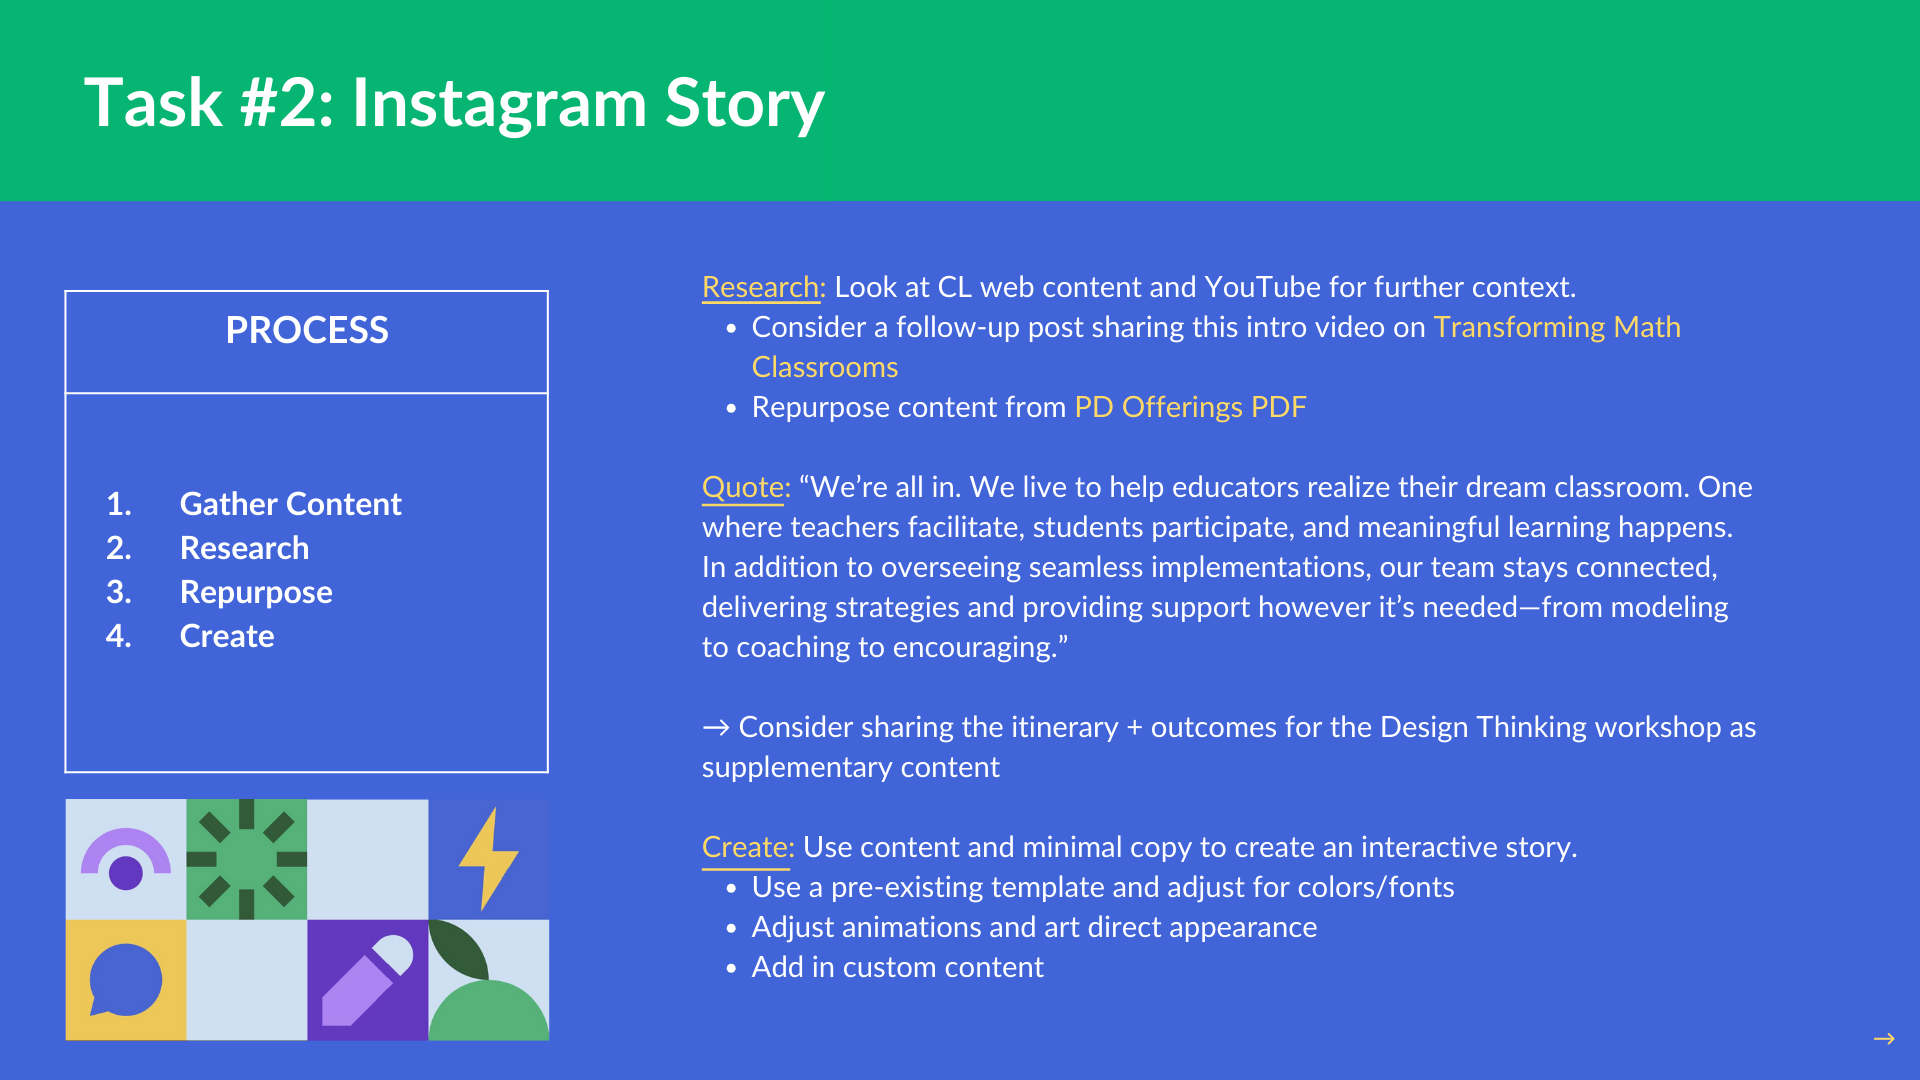 Task #2: Instagram Story
PROCESS
1. Gather Content
2. Research
3. Repurpose
4. Create
Research: Look at CL web content and YouTube for further context.
• Consider a follow-up post sharing this intro video on Transforming Math
Classrooms
• Repurpose content from PD Offerings PDF
Quote: “We’re all in. We live to help educators realize their dream classroom. One
where teachers facilitate, students participate, and meaningful learning happens.
In addition to overseeing seamless implementations, our team stays connected,
delivering strategies and providing support however it’s needed—from modeling
to coaching to encouraging.”
→ Consider sharing the itinerary + outcomes for the Design Thinking workshop as
supplementary content
Create: Use content and minimal copy to create an interactive story.
• Use a pre-existing template and adjust for colors/fonts
• Adjust animations and art direct appearance
• Add in custom content
→